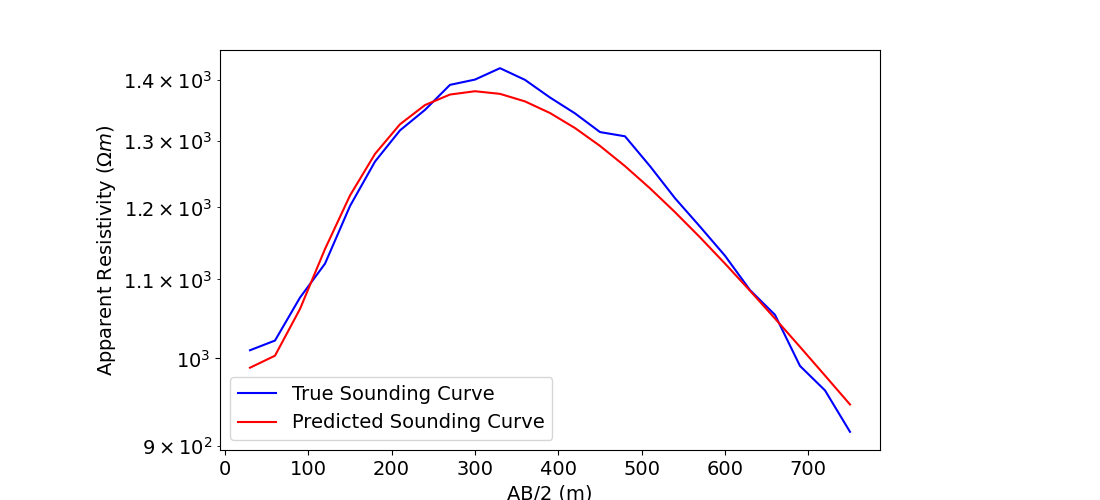 Apparent Resistivity (Ωm)
1.4 × 10³
1.3 × 10³
1.2 × 10³
1.1 × 10³
10³
9 × 10²
True Sounding Curve
Predicted Sounding Curve
0 100 200 300 400 500 600 700
AB/2 (m)